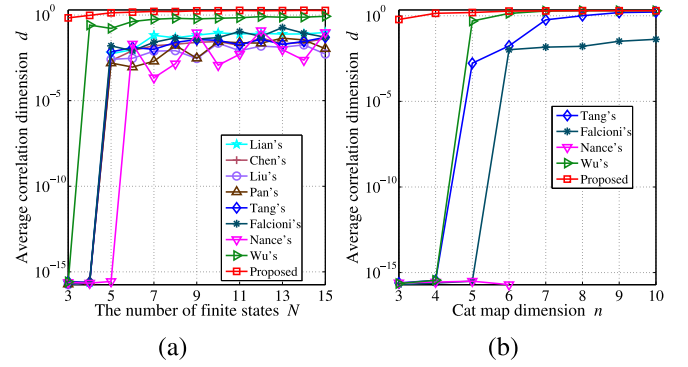 10^0
10^-5
10^-10
10^-15
Average correlation dimension d
3 5 7 9 11 13 15
The number of finite states N
Lian's
Chen's
Liu's
Pan's
Tang's
Falcioni's
Nance's
Wu's
Proposed
(a)
10^0
10^-5
10^-10
10^-15
Average correlation dimension d
3 4 5 6 7 8 9 10
Cat map dimension n
Tang's
Falcioni's
Nance's
Wu's
Proposed
(b)